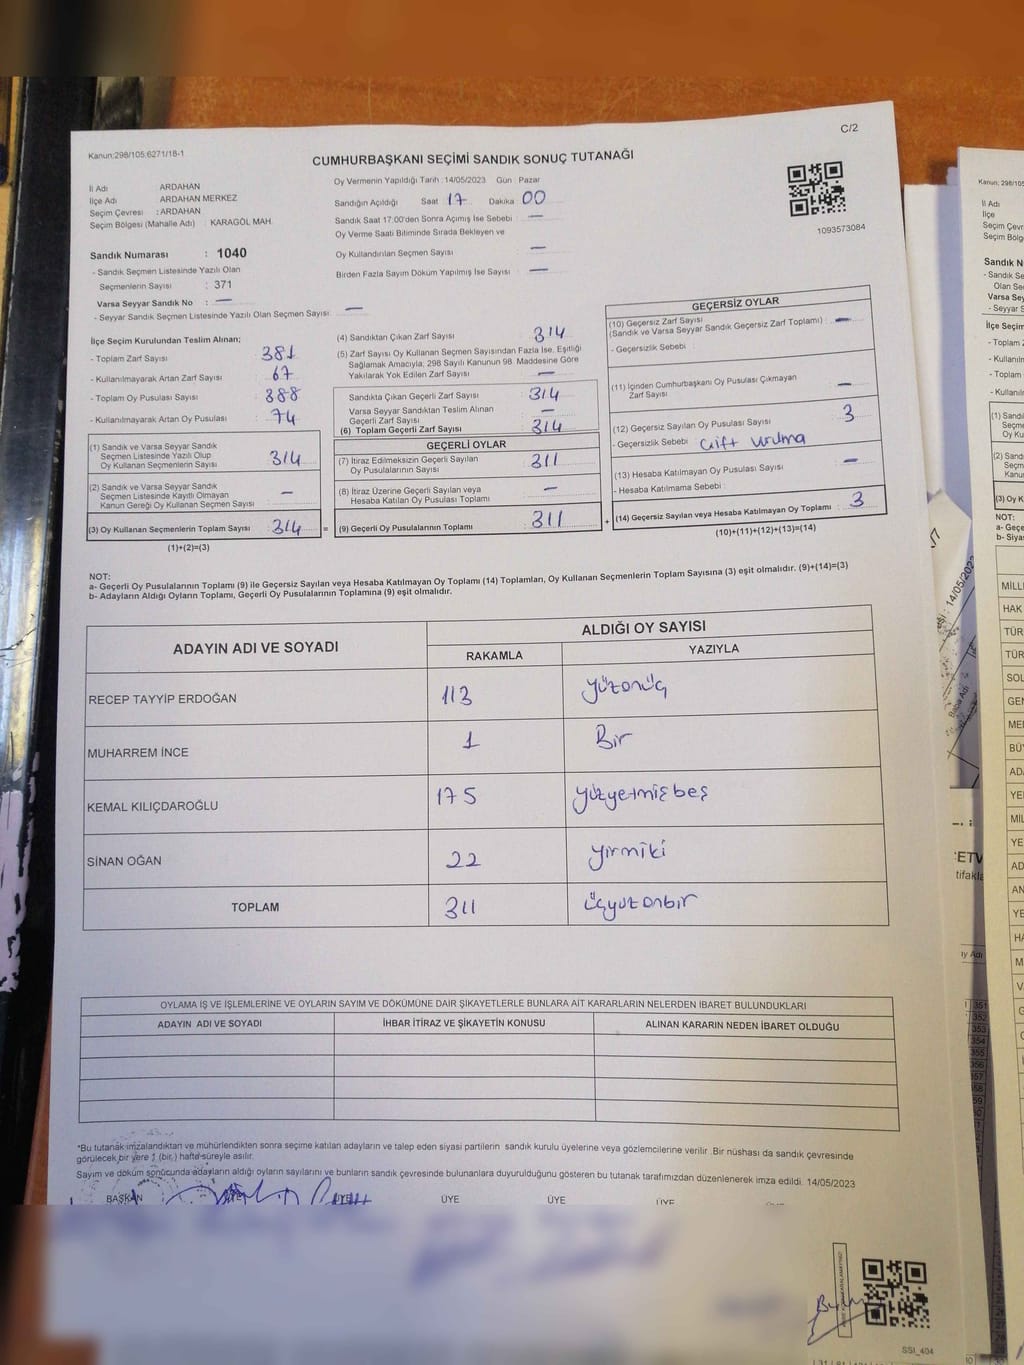 C/2
Kanun:298/105;6271/18-1
CUMHURBAŞKANI SEÇİMİ SANDIK SONUÇ TUTANAĞI
İl Adı ARDAHAN
İlçe Adı ARDAHAN MERKEZ
Seçim Çevresi : ARDAHAN
Seçim Bölgesi (Mahalle Adı) : KARAGÖL MAH.
Sandık Numarası : 1040
- Sandık Seçmen Listesinde Yazılı Olan
Seçmenlerin Sayısı : 371
Varsa Seyyar Sandık No : —
- Seyyar Sandık Seçmen Listesinde Yazılı Olan Seçmen Sayısı : —
Oy Vermenin Yapıldığı Tarih : 14/05/2023 Gün : Pazar
Sandığın Açıldığı Saat 17 Dakika 00
Sandık Saat 17.00'den Sonra Açımış İse Sebebi : —
Oy Verme Saati Bitiminde Sırada Bekleyen ve
Oy Kullandırılan Seçmen Sayısı : —
Birden Fazla Sayım Döküm Yapılmış İse Sayısı : —
1093573084
İlçe Seçim Kurulundan Teslim Alınan;
- Toplam Zarf Sayısı : 381
- Kullanılmayarak Artan Zarf Sayısı : 67
- Toplam Oy Pusulası Sayısı : 388
- Kullanılmayarak Artan Oy Pusulası : 74
(1) Sandık ve Varsa Seyyar Sandık
Seçmen Listesinde Yazılı Olup
Oy Kullanan Seçmenlerin Sayısı : 314
(2) Sandık ve Varsa Seyyar Sandık
Seçmen Listesinde Kayıtlı Olmayan
Kanun Gereği Oy Kullanan Seçmen Sayısı : —
(3) Oy Kullanan Seçmenlerin Toplam Sayısı : 314 =
(1)+(2)=(3)
(4) Sandıktan Çıkan Zarf Sayısı : 314
(5) Zarf Sayısı Oy Kullanan Seçmen Sayısından Fazla İse, Eşitliği
Sağlamak Amacıyla; 298 Sayılı Kanunun 98. Maddesine Göre
Yakılarak Yok Edilen Zarf Sayısı : —
Sandıkta Çıkan Geçerli Zarf Sayısı : 314
Varsa Seyyar Sandıktan Teslim Alınan
Geçerli Zarf Sayısı : —
(6) Toplam Geçerli Zarf Sayısı : 314
GEÇERLİ OYLAR
(7) İtiraz Edilmeksizin Geçerli Sayılan
Oy Pusulalarının Sayısı : 311
(8) İtiraz Üzerine Geçerli Sayılan veya
Hesaba Katılan Oy Pusulası Toplamı : —
(9) Geçerli Oy Pusulalarının Toplamı : 311 +
GEÇERSİZ OYLAR
(10) Geçersiz Zarf Sayısı
(Sandık ve Varsa Seyyar Sandık Geçersiz Zarf Toplamı) : —
- Geçersizlik Sebebi :
(11) İçinden Cumhurbaşkanı Oy Pusulası Çıkmayan
Zarf Sayısı : —
(12) Geçersiz Sayılan Oy Pusulası Sayısı : 3
- Geçersizlik Sebebi : Çift vurulma
(13) Hesaba Katılmayan Oy Pusulası Sayısı : —
- Hesaba Katılmama Sebebi :
(14) Geçersiz Sayılan veya Hesaba Katılmayan Oy Toplamı : 3
(10)+(11)+(12)+(13)=(14)
NOT:
a- Geçerli Oy Pusulalarının Toplamı (9) ile Geçersiz Sayılan veya Hesaba Katılmayan Oy Toplamı (14) Toplamları, Oy Kullanan Seçmenlerin Toplam Sayısına (3) eşit olmalıdır. (9)+(14)=(3)
b- Adayların Aldığı Oyların Toplamı, Geçerli Oy Pusulalarının Toplamına (9) eşit olmalıdır.
ADAYIN ADI VE SOYADI
ALDIĞI OY SAYISI
RAKAMLA YAZIYLA
RECEP TAYYİP ERDOĞAN 113 yüzonüç
MUHARREM İNCE 1 Bir
KEMAL KILIÇDAROĞLU 175 yüzyetmişbeş
SİNAN OĞAN 22 yirmiiki
TOPLAM 311 üçyüzonbir
OYLAMA İŞ VE İŞLEMLERİNE VE OYLARIN SAYIM VE DÖKÜMÜNE DAİR ŞİKAYETLERLE BUNLARA AİT KARARLARIN NELERDEN İBARET BULUNDUKLARI
ADAYIN ADI VE SOYADI İHBAR İTİRAZ VE ŞİKAYETİN KONUSU ALINAN KARARIN NEDEN İBARET OLDUĞU
*Bu tutanak imzalandıktan ve mühürlendikten sonra seçime katılan adayların ve talep eden siyasi partilerin sandık kurulu üyelerine veya gözlemcilerine verilir. Bir nüshası da sandık çevresinde
görülecek bir yere 1 (bir) hafta süreyle asılır.
Sayım ve döküm sonucunda adayların aldığı oyların sayılarını ve bunların sandık çevresinde bulunanlara duyurulduğunu gösteren bu tutanak tarafımızdan düzenlenerek imza edildi. 14/05/2023
BAŞKAN ÜYE ÜYE ÜYE ÜYE ÜYE
SSI_404